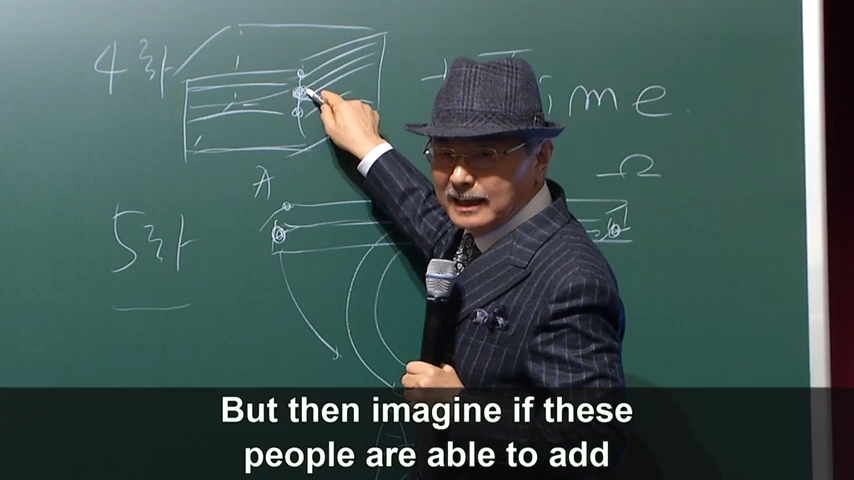 4차
+ Time.
A
Ω
5차
But then imagine if these
people are able to add